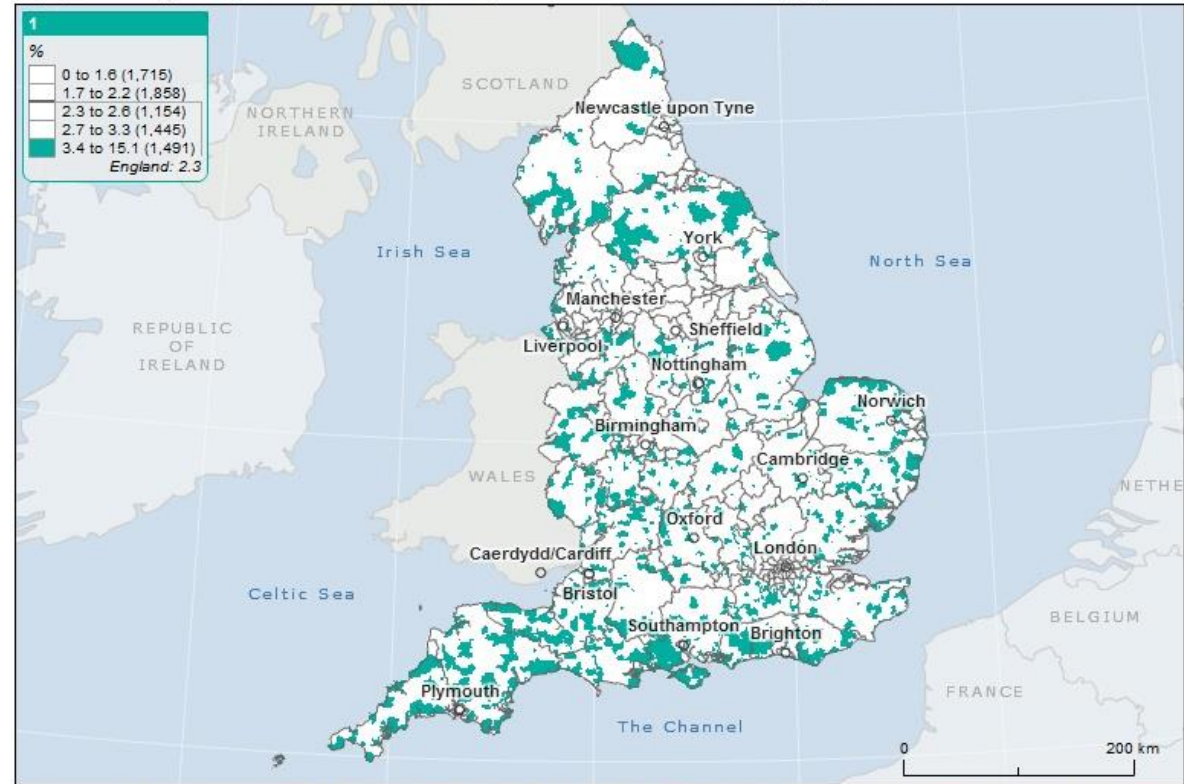 1
%
0 to 1.6 (1,715)
1.7 to 2.2 (1,858)
2.3 to 2.6 (1,154)
2.7 to 3.3 (1,445)
3.4 to 15.1 (1,491)
England: 2.3
SCOTLAND
NORTHERN
IRELAND
Newcastle upon Tyne
Irish Sea
York
North Sea
Manchester
REPUBLIC
OF
IRELAND
Sheffield
Liverpool
Nottingham
Norwich
Birmingham
Cambridge
WALES
NETHE
Oxford
Caerdydd/Cardiff
London
Celtic Sea
Bristol
BELGIUM
Southampton
Brighton
Plymouth
FRANCE
The Channel
0
200 km